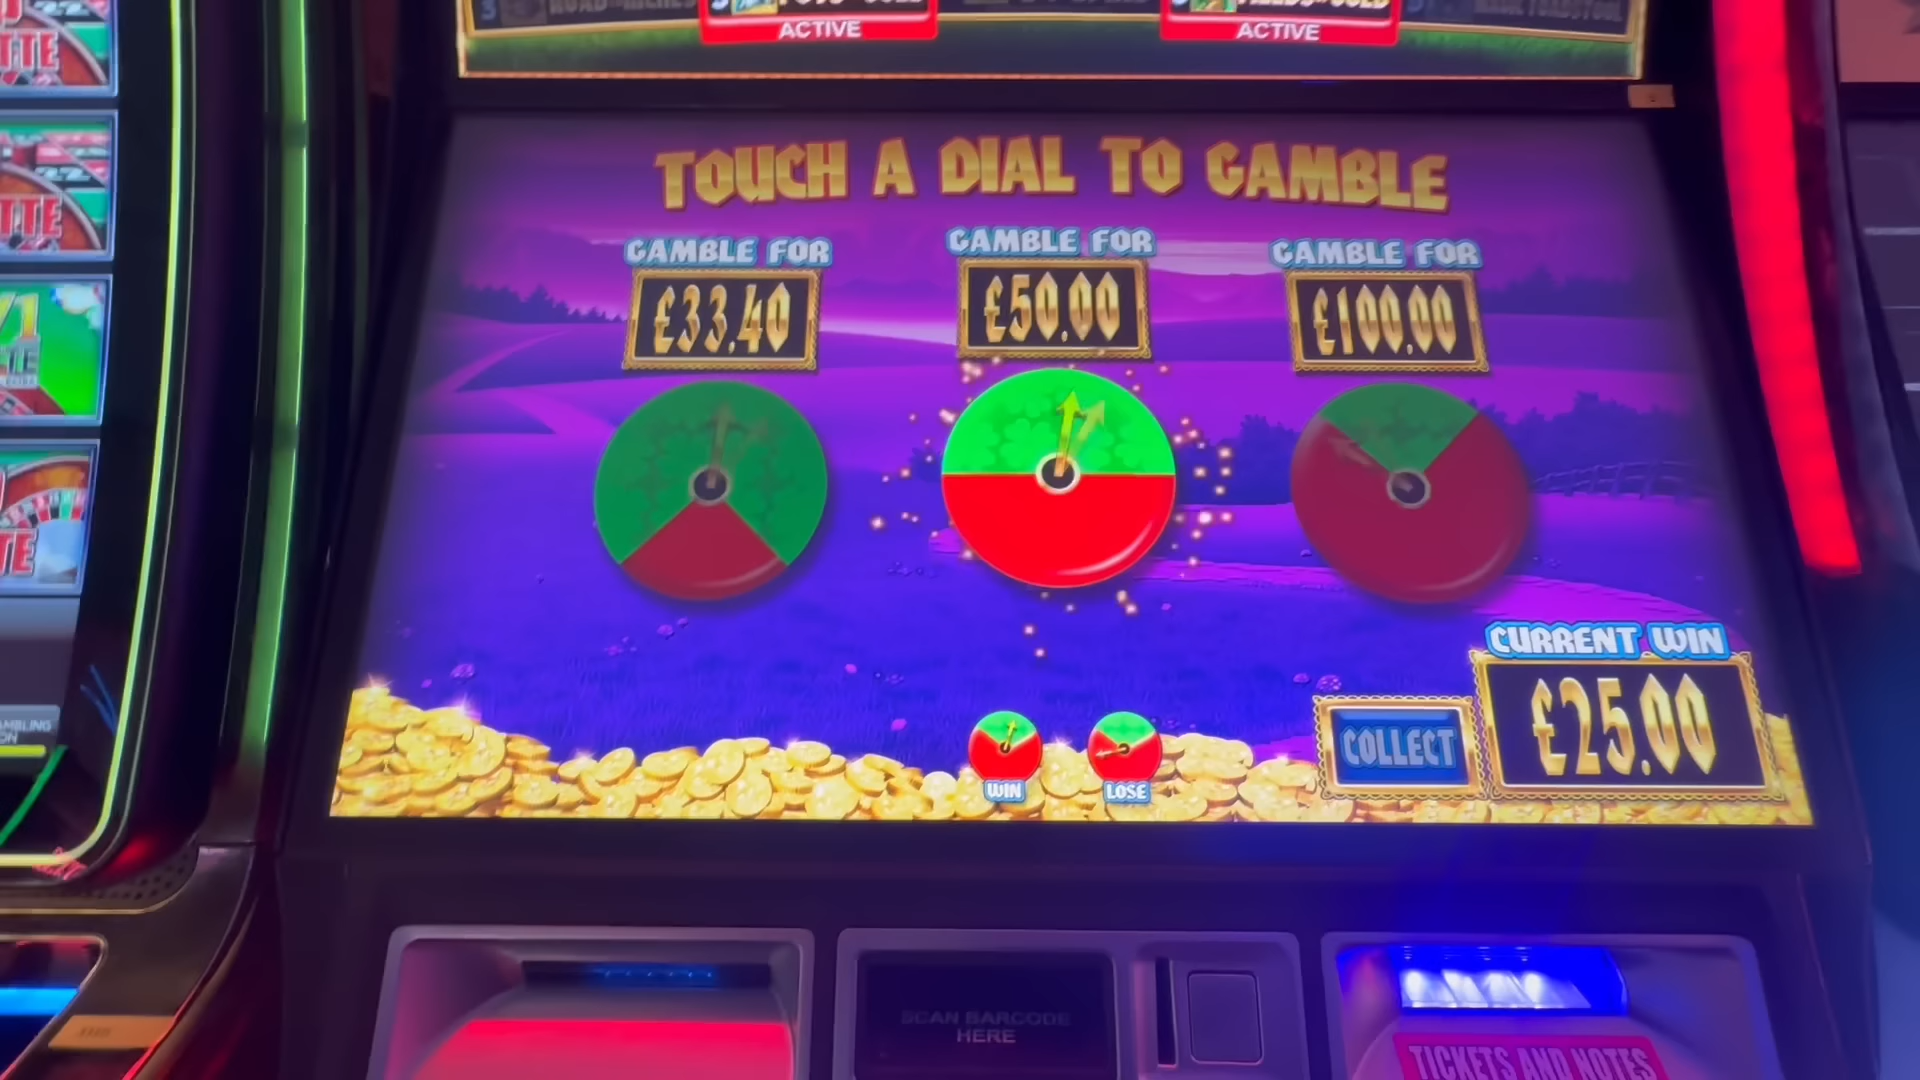 ACTIVE
ACTIVE
TOUCH A DIAL TO GAMBLE
GAMBLE FOR
£33.40
GAMBLE FOR
£50.00
GAMBLE FOR
£100.00
CURRENT WIN
£25.00
COLLECT
WIN
LOSE
SCAN BARCODE
HERE
TICKETS AND NOTES